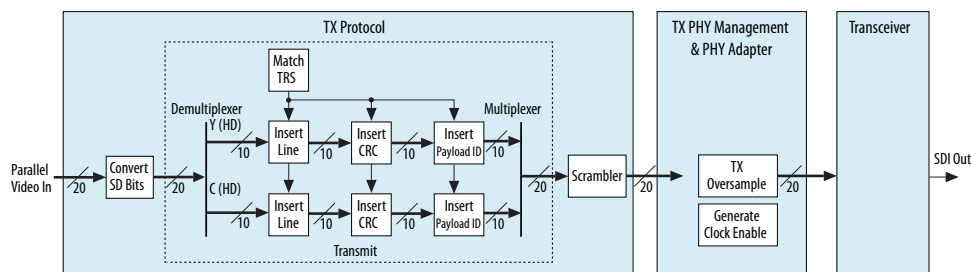 TX Protocol
TX PHY Management
& PHY Adapter
Transceiver
Match
TRS
Demultiplexer
Multiplexer
Y (HD)
10
Insert
Line
10
Insert
CRC
10
Insert
Payload ID
10
Parallel
Video In
20
Convert
SD Bits
20
20
Scrambler
20
TX
Oversample
20
SDI Out
C (HD)
10
Insert
Line
10
Insert
CRC
10
Insert
Payload ID
10
Generate
Clock Enable
Transmit